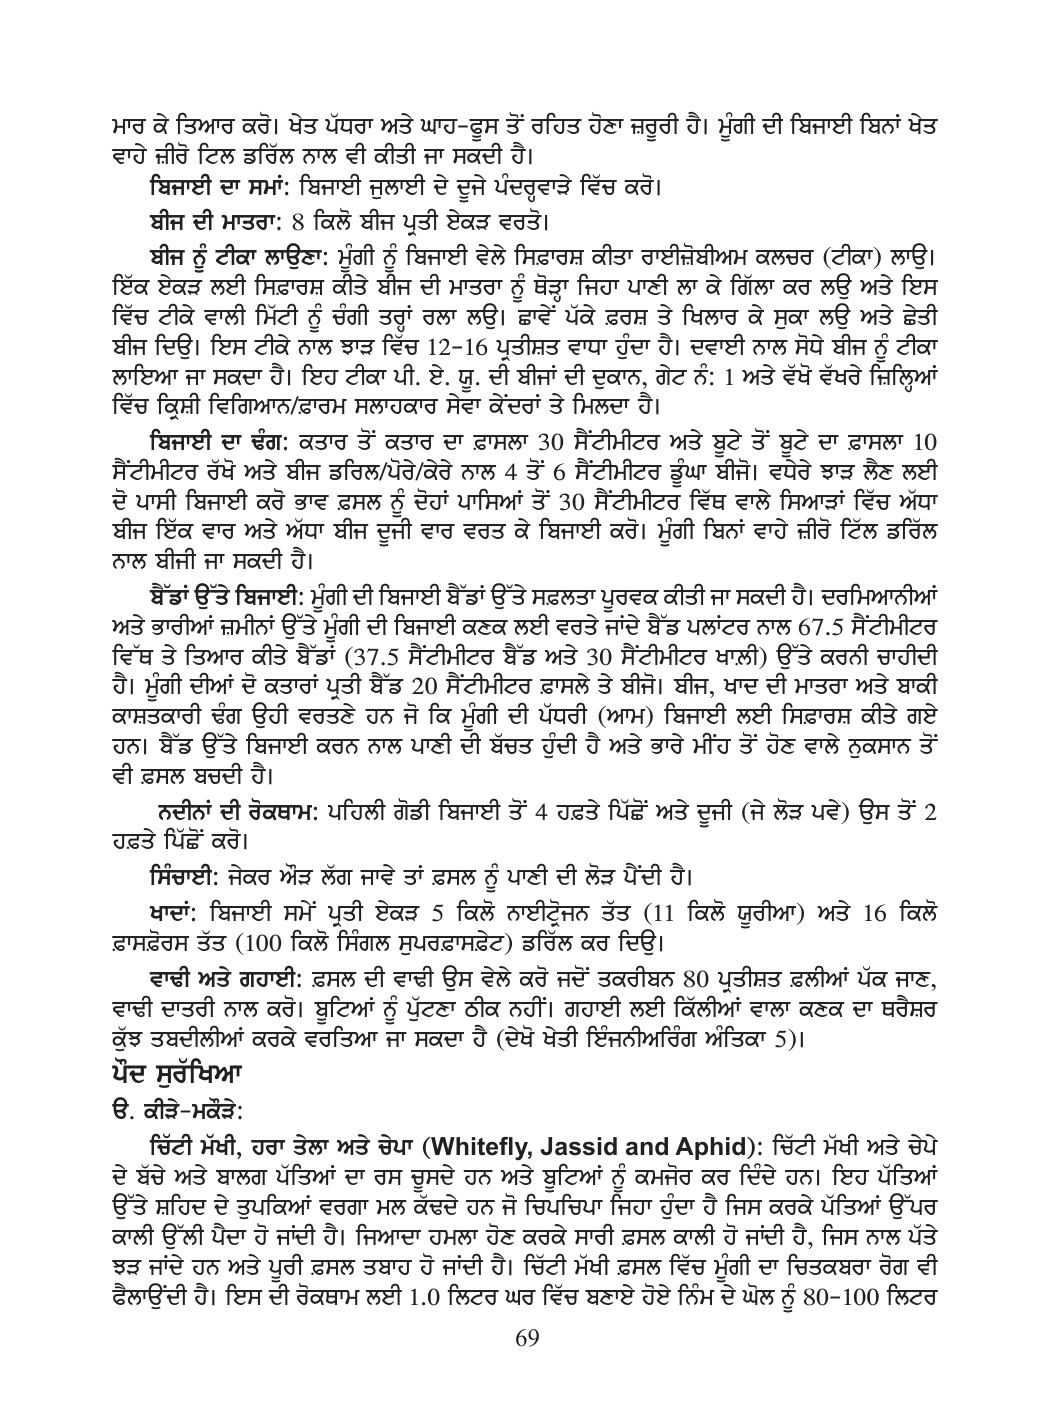 ਮਾਰ ਕੇ ਤਿਆਰ ਕਰੋ। ਖੇਤ ਪੱਧਰਾ ਅਤੇ ਘਾਹ-ਫੂਸ ਤੋਂ ਰਹਿਤ ਹੋਣਾ ਜ਼ਰੂਰੀ ਹੈ। ਮੂੰਗੀ ਦੀ ਬਿਜਾਈ ਬਿਨਾਂ ਖੇਤ
ਵਾਹੇ ਜ਼ੀਰੋ ਟਿਲ ਡਰਿੱਲ ਨਾਲ ਵੀ ਕੀਤੀ ਜਾ ਸਕਦੀ ਹੈ।
ਬਿਜਾਈ ਦਾ ਸਮਾਂ: ਬਿਜਾਈ ਜੁਲਾਈ ਦੇ ਦੂਜੇ ਪੰਦਰ੍ਹਵਾੜੇ ਵਿੱਚ ਕਰੋ।
ਬੀਜ ਦੀ ਮਾਤਰਾ: 8 ਕਿਲੋ ਬੀਜ ਪ੍ਰਤੀ ਏਕੜ ਵਰਤੋ।
ਬੀਜ ਨੂੰ ਟੀਕਾ ਲਾਉਣਾ: ਮੂੰਗੀ ਨੂੰ ਬਿਜਾਈ ਵੇਲੇ ਸਿਫ਼ਾਰਸ਼ ਕੀਤਾ ਰਾਈਜ਼ੋਬੀਅਮ ਕਲਚਰ (ਟੀਕਾ) ਲਾਉ।
ਇੱਕ ਏਕੜ ਲਈ ਸਿਫ਼ਾਰਸ਼ ਕੀਤੇ ਬੀਜ ਦੀ ਮਾਤਰਾ ਨੂੰ ਥੋੜ੍ਹਾ ਜਿਹਾ ਪਾਣੀ ਲਾ ਕੇ ਗਿੱਲਾ ਕਰ ਲਉ ਅਤੇ ਇਸ
ਵਿੱਚ ਟੀਕੇ ਵਾਲੀ ਮਿੱਟੀ ਨੂੰ ਚੰਗੀ ਤਰ੍ਹਾਂ ਰਲਾ ਲਉ। ਛਾਵੇਂ ਪੱਕੇ ਫ਼ਰਸ਼ ਤੇ ਖਿਲਾਰ ਕੇ ਸੁਕਾ ਲਉ ਅਤੇ ਛੇਤੀ
ਬੀਜ ਦਿਉ। ਇਸ ਟੀਕੇ ਨਾਲ ਝਾੜ ਵਿੱਚ 12-16 ਪ੍ਰਤੀਸ਼ਤ ਵਾਧਾ ਹੁੰਦਾ ਹੈ। ਦਵਾਈ ਨਾਲ ਸੋਧੇ ਬੀਜ ਨੂੰ ਟੀਕਾ
ਲਾਇਆ ਜਾ ਸਕਦਾ ਹੈ। ਇਹ ਟੀਕਾ ਪੀ. ਏ. ਯੂ. ਦੀ ਬੀਜਾਂ ਦੀ ਦੁਕਾਨ, ਗੇਟ ਨੰ: 1 ਅਤੇ ਵੱਖੋ ਵੱਖਰੇ ਜ਼ਿਲ੍ਹਿਆਂ
ਵਿੱਚ ਕ੍ਰਿਸ਼ੀ ਵਿਗਿਆਨ/ਫ਼ਾਰਮ ਸਲਾਹਕਾਰ ਸੇਵਾ ਕੇਂਦਰਾਂ ਤੇ ਮਿਲਦਾ ਹੈ।
ਬਿਜਾਈ ਦਾ ਢੰਗ: ਕਤਾਰ ਤੋਂ ਕਤਾਰ ਦਾ ਫ਼ਾਸਲਾ 30 ਸੈਂਟੀਮੀਟਰ ਅਤੇ ਬੂਟੇ ਤੋਂ ਬੂਟੇ ਦਾ ਫ਼ਾਸਲਾ 10
ਸੈਂਟੀਮੀਟਰ ਰੱਖੋ ਅਤੇ ਬੀਜ ਡਰਿਲ/ਪੋਰੇ/ਕੇਰੇ ਨਾਲ 4 ਤੋਂ 6 ਸੈਂਟੀਮੀਟਰ ਡੂੰਘਾ ਬੀਜੋ। ਵਧੇਰੇ ਝਾੜ ਲੈਣ ਲਈ
ਦੋ ਪਾਸੀ ਬਿਜਾਈ ਕਰੋ ਭਾਵ ਫ਼ਸਲ ਨੂੰ ਦੋਹਾਂ ਪਾਸਿਆਂ ਤੋਂ 30 ਸੈਂਟੀਮੀਟਰ ਵਿੱਥ ਵਾਲੇ ਸਿਆੜਾਂ ਵਿੱਚ ਅੱਧਾ
ਬੀਜ ਇੱਕ ਵਾਰ ਅਤੇ ਅੱਧਾ ਬੀਜ ਦੂਜੀ ਵਾਰ ਵਰਤ ਕੇ ਬਿਜਾਈ ਕਰੋ। ਮੂੰਗੀ ਬਿਨਾਂ ਵਾਹੇ ਜ਼ੀਰੋ ਟਿੱਲ ਡਰਿੱਲ
ਨਾਲ ਬੀਜੀ ਜਾ ਸਕਦੀ ਹੈ।
ਬੈੱਡਾਂ ਉੱਤੇ ਬਿਜਾਈ: ਮੂੰਗੀ ਦੀ ਬਿਜਾਈ ਬੈੱਡਾਂ ਉੱਤੇ ਸਫ਼ਲਤਾ ਪੂਰਵਕ ਕੀਤੀ ਜਾ ਸਕਦੀ ਹੈ। ਦਰਮਿਆਨੀਆਂ
ਅਤੇ ਭਾਰੀਆਂ ਜ਼ਮੀਨਾਂ ਉੱਤੇ ਮੂੰਗੀ ਦੀ ਬਿਜਾਈ ਕਣਕ ਲਈ ਵਰਤੇ ਜਾਂਦੇ ਬੈੱਡ ਪਲਾਂਟਰ ਨਾਲ 67.5 ਸੈਂਟੀਮੀਟਰ
ਵਿੱਥ ਤੇ ਤਿਆਰ ਕੀਤੇ ਬੈੱਡਾਂ (37.5 ਸੈਂਟੀਮੀਟਰ ਬੈੱਡ ਅਤੇ 30 ਸੈਂਟੀਮੀਟਰ ਖਾਲ਼ੀ) ਉੱਤੇ ਕਰਨੀ ਚਾਹੀਦੀ
ਹੈ। ਮੂੰਗੀ ਦੀਆਂ ਦੋ ਕਤਾਰਾਂ ਪ੍ਰਤੀ ਬੈੱਡ 20 ਸੈਂਟੀਮੀਟਰ ਫ਼ਾਸਲੇ ਤੇ ਬੀਜੋ। ਬੀਜ, ਖਾਦ ਦੀ ਮਾਤਰਾ ਅਤੇ ਬਾਕੀ
ਕਾਸ਼ਤਕਾਰੀ ਢੰਗ ਉਹੀ ਵਰਤਣੇ ਹਨ ਜੋ ਕਿ ਮੂੰਗੀ ਦੀ ਪੱਧਰੀ (ਆਮ) ਬਿਜਾਈ ਲਈ ਸਿਫ਼ਾਰਸ਼ ਕੀਤੇ ਗਏ
ਹਨ। ਬੈੱਡ ਉੱਤੇ ਬਿਜਾਈ ਕਰਨ ਨਾਲ ਪਾਣੀ ਦੀ ਬੱਚਤ ਹੁੰਦੀ ਹੈ ਅਤੇ ਭਾਰੇ ਮੀਂਹ ਤੋਂ ਹੋਣ ਵਾਲੇ ਨੁਕਸਾਨ ਤੋਂ
ਵੀ ਫ਼ਸਲ ਬਚਦੀ ਹੈ।
ਨਦੀਨਾਂ ਦੀ ਰੋਕਥਾਮ: ਪਹਿਲੀ ਗੋਡੀ ਬਿਜਾਈ ਤੋਂ 4 ਹਫ਼ਤੇ ਪਿੱਛੋਂ ਅਤੇ ਦੂਜੀ (ਜੇ ਲੋੜ ਪਵੇ) ਉਸ ਤੋਂ 2
ਹਫ਼ਤੇ ਪਿੱਛੋਂ ਕਰੋ।
ਸਿੰਚਾਈ: ਜੇਕਰ ਔੜ ਲੱਗ ਜਾਵੇ ਤਾਂ ਫ਼ਸਲ ਨੂੰ ਪਾਣੀ ਦੀ ਲੋੜ ਪੈਂਦੀ ਹੈ।
ਖਾਦਾਂ: ਬਿਜਾਈ ਸਮੇਂ ਪ੍ਰਤੀ ਏਕੜ 5 ਕਿਲੋ ਨਾਈਟ੍ਰੋਜਨ ਤੱਤ (11 ਕਿਲੋ ਯੂਰੀਆ) ਅਤੇ 16 ਕਿਲੋ
ਫ਼ਾਸਫ਼ੋਰਸ ਤੱਤ (100 ਕਿਲੋ ਸਿੰਗਲ ਸੁਪਰਫ਼ਾਸਫ਼ੇਟ) ਡਰਿੱਲ ਕਰ ਦਿਉ।
ਵਾਢੀ ਅਤੇ ਗਹਾਈ: ਫ਼ਸਲ ਦੀ ਵਾਢੀ ਉਸ ਵੇਲੇ ਕਰੋ ਜਦੋਂ ਤਕਰੀਬਨ 80 ਪ੍ਰਤੀਸ਼ਤ ਫ਼ਲੀਆਂ ਪੱਕ ਜਾਣ,
ਵਾਢੀ ਦਾਤਰੀ ਨਾਲ ਕਰੋ। ਬੂਟਿਆਂ ਨੂੰ ਪੁੱਟਣਾ ਠੀਕ ਨਹੀਂ। ਗਹਾਈ ਲਈ ਕਿੱਲੀਆਂ ਵਾਲਾ ਕਣਕ ਦਾ ਥਰੈਸ਼ਰ
ਕੁੱਝ ਤਬਦੀਲੀਆਂ ਕਰਕੇ ਵਰਤਿਆ ਜਾ ਸਕਦਾ ਹੈ (ਦੇਖੋ ਖੇਤੀ ਇੰਜਨੀਅਰਿੰਗ ਅੰਤਿਕਾ 5)।
ਪੌਦ ਸੁਰੱਖਿਆ
ੳ. ਕੀੜੇ-ਮਕੌੜੇ:
ਚਿੱਟੀ ਮੱਖੀ, ਹਰਾ ਤੇਲਾ ਅਤੇ ਚੇਪਾ (Whitefly, Jassid and Aphid): ਚਿੱਟੀ ਮੱਖੀ ਅਤੇ ਚੇਪੇ
ਦੇ ਬੱਚੇ ਅਤੇ ਬਾਲਗ ਪੱਤਿਆਂ ਦਾ ਰਸ ਚੂਸਦੇ ਹਨ ਅਤੇ ਬੂਟਿਆਂ ਨੂੰ ਕਮਜੋਰ ਕਰ ਦਿੰਦੇ ਹਨ। ਇਹ ਪੱਤਿਆਂ
ਉੱਤੇ ਸ਼ਹਿਦ ਦੇ ਤੁਪਕਿਆਂ ਵਰਗਾ ਮਲ ਕੱਢਦੇ ਹਨ ਜੋ ਚਿਪਚਿਪਾ ਜਿਹਾ ਹੁੰਦਾ ਹੈ ਜਿਸ ਕਰਕੇ ਪੱਤਿਆਂ ਉੱਪਰ
ਕਾਲੀ ਉੱਲੀ ਪੈਦਾ ਹੋ ਜਾਂਦੀ ਹੈ। ਜਿਆਦਾ ਹਮਲਾ ਹੋਣ ਕਰਕੇ ਸਾਰੀ ਫ਼ਸਲ ਕਾਲੀ ਹੋ ਜਾਂਦੀ ਹੈ, ਜਿਸ ਨਾਲ ਪੱਤੇ
ਝੜ ਜਾਂਦੇ ਹਨ ਅਤੇ ਪੂਰੀ ਫ਼ਸਲ ਤਬਾਹ ਹੋ ਜਾਂਦੀ ਹੈ। ਚਿੱਟੀ ਮੱਖੀ ਫ਼ਸਲ ਵਿੱਚ ਮੂੰਗੀ ਦਾ ਚਿਤਕਬਰਾ ਰੋਗ ਵੀ
ਫੈਲਾਉਂਦੀ ਹੈ। ਇਸ ਦੀ ਰੋਕਥਾਮ ਲਈ 1.0 ਲਿਟਰ ਘਰ ਵਿੱਚ ਬਣਾਏ ਹੋਏ ਨਿੰਮ ਦੇ ਘੋਲ ਨੂੰ 80-100 ਲਿਟਰ
69